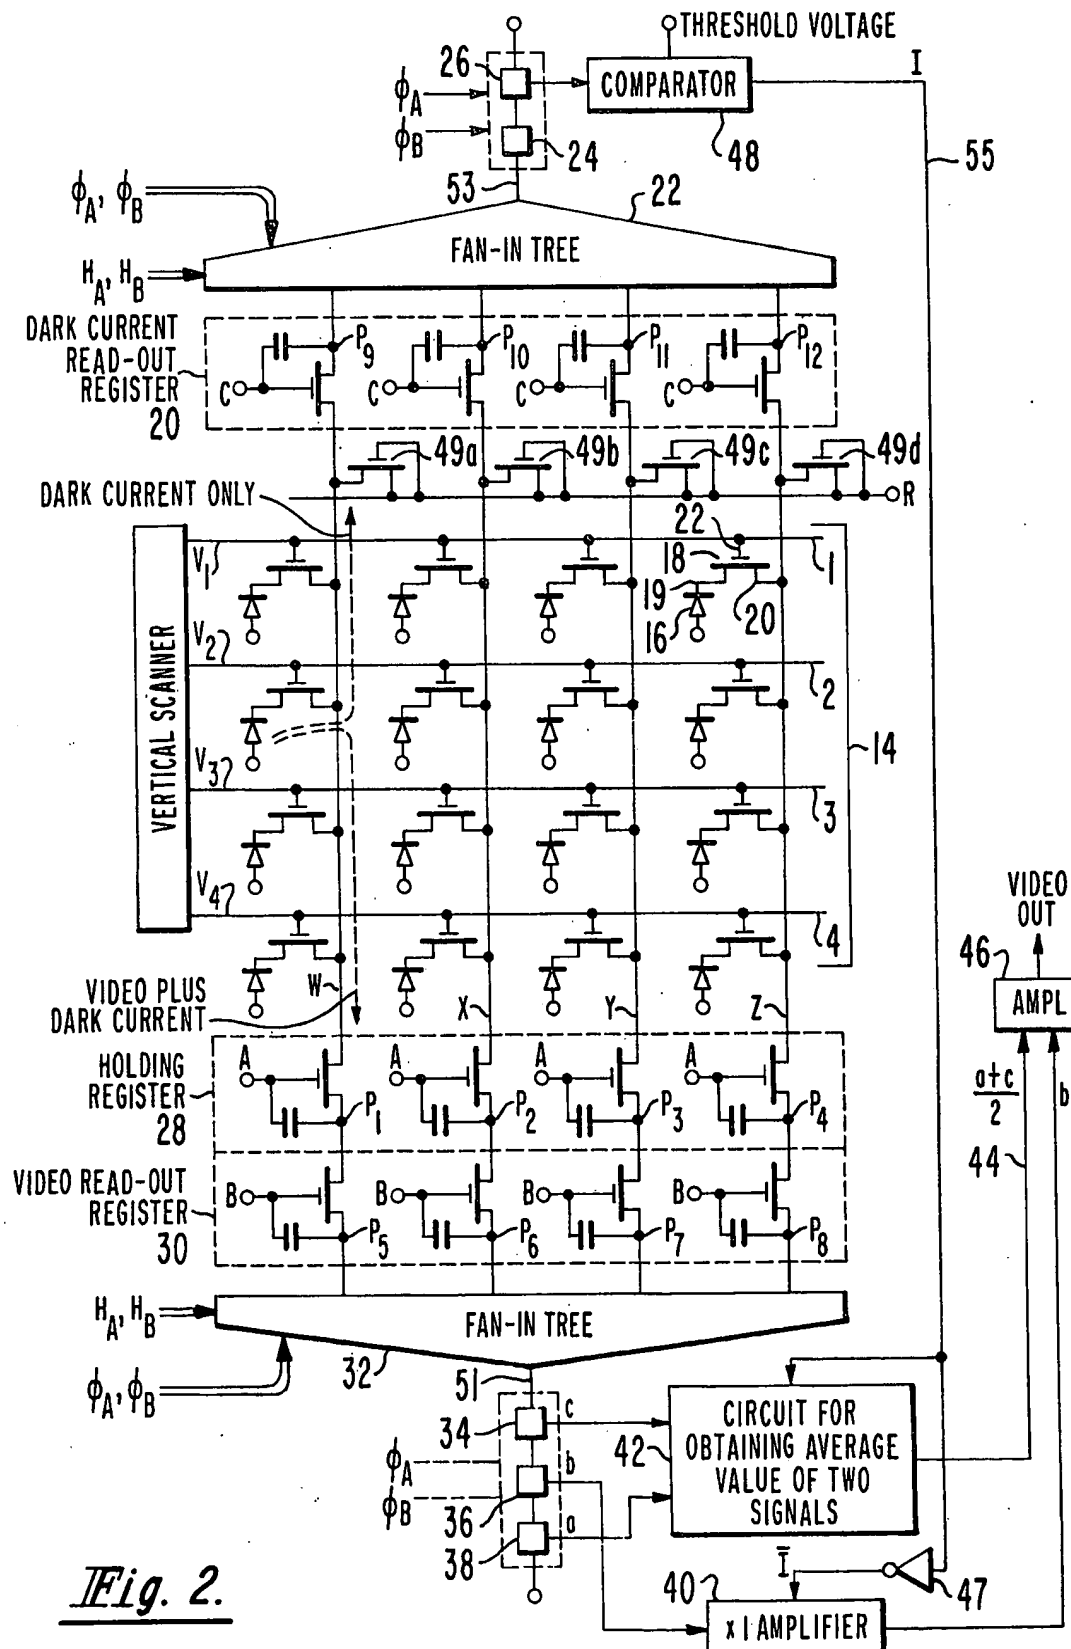 THRESHOLD VOLTAGE
I
26
COMPARATOR
ϕA
ϕB
24
48
55
53
22
ϕA, ϕB
FAN-IN TREE
HA, HB
DARK CURRENT
READ-OUT
REGISTER
20
P9
P10
P11
P12
C
C
C
C
49a
49b
49c
49d
DARK CURRENT ONLY
R
VERTICAL SCANNER
V1
22
18
19
16
20
1
V2
2
14
V3
3
V4
4
VIDEO
OUT
46
AMPL
VIDEO PLUS
DARK CURRENT
W
X
Y
Z
HOLDING
REGISTER
28
A
A
A
A
P1
P2
P3
P4
a+c
2
b
44
VIDEO READ-OUT
REGISTER
30
B
B
B
B
P5
P6
P7
P8
HA, HB
FAN-IN TREE
32
ϕA, ϕB
51
34
c
ϕA
ϕB
36
b
38
a
42
CIRCUIT FOR
OBTAINING AVERAGE
VALUE OF TWO
SIGNALS
Ī
47
40
x1 AMPLIFIER
Fig. 2.